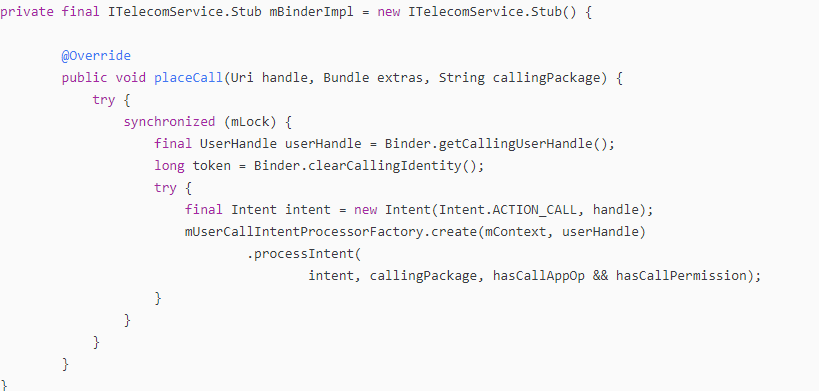 private final ITelecomService.Stub mBinderImpl = new ITelecomService.Stub() {
@Override
public void placeCall(Uri handle, Bundle extras, String callingPackage) {
try {
synchronized (mLock) {
final UserHandle userHandle = Binder.getCallingUserHandle();
long token = Binder.clearCallingIdentity();
try {
final Intent intent = new Intent(Intent.ACTION_CALL, handle);
mUserCallIntentProcessorFactory.create(mContext, userHandle)
.processIntent(
intent, callingPackage, hasCallAppOp && hasCallPermission);
}
}
}
}
}